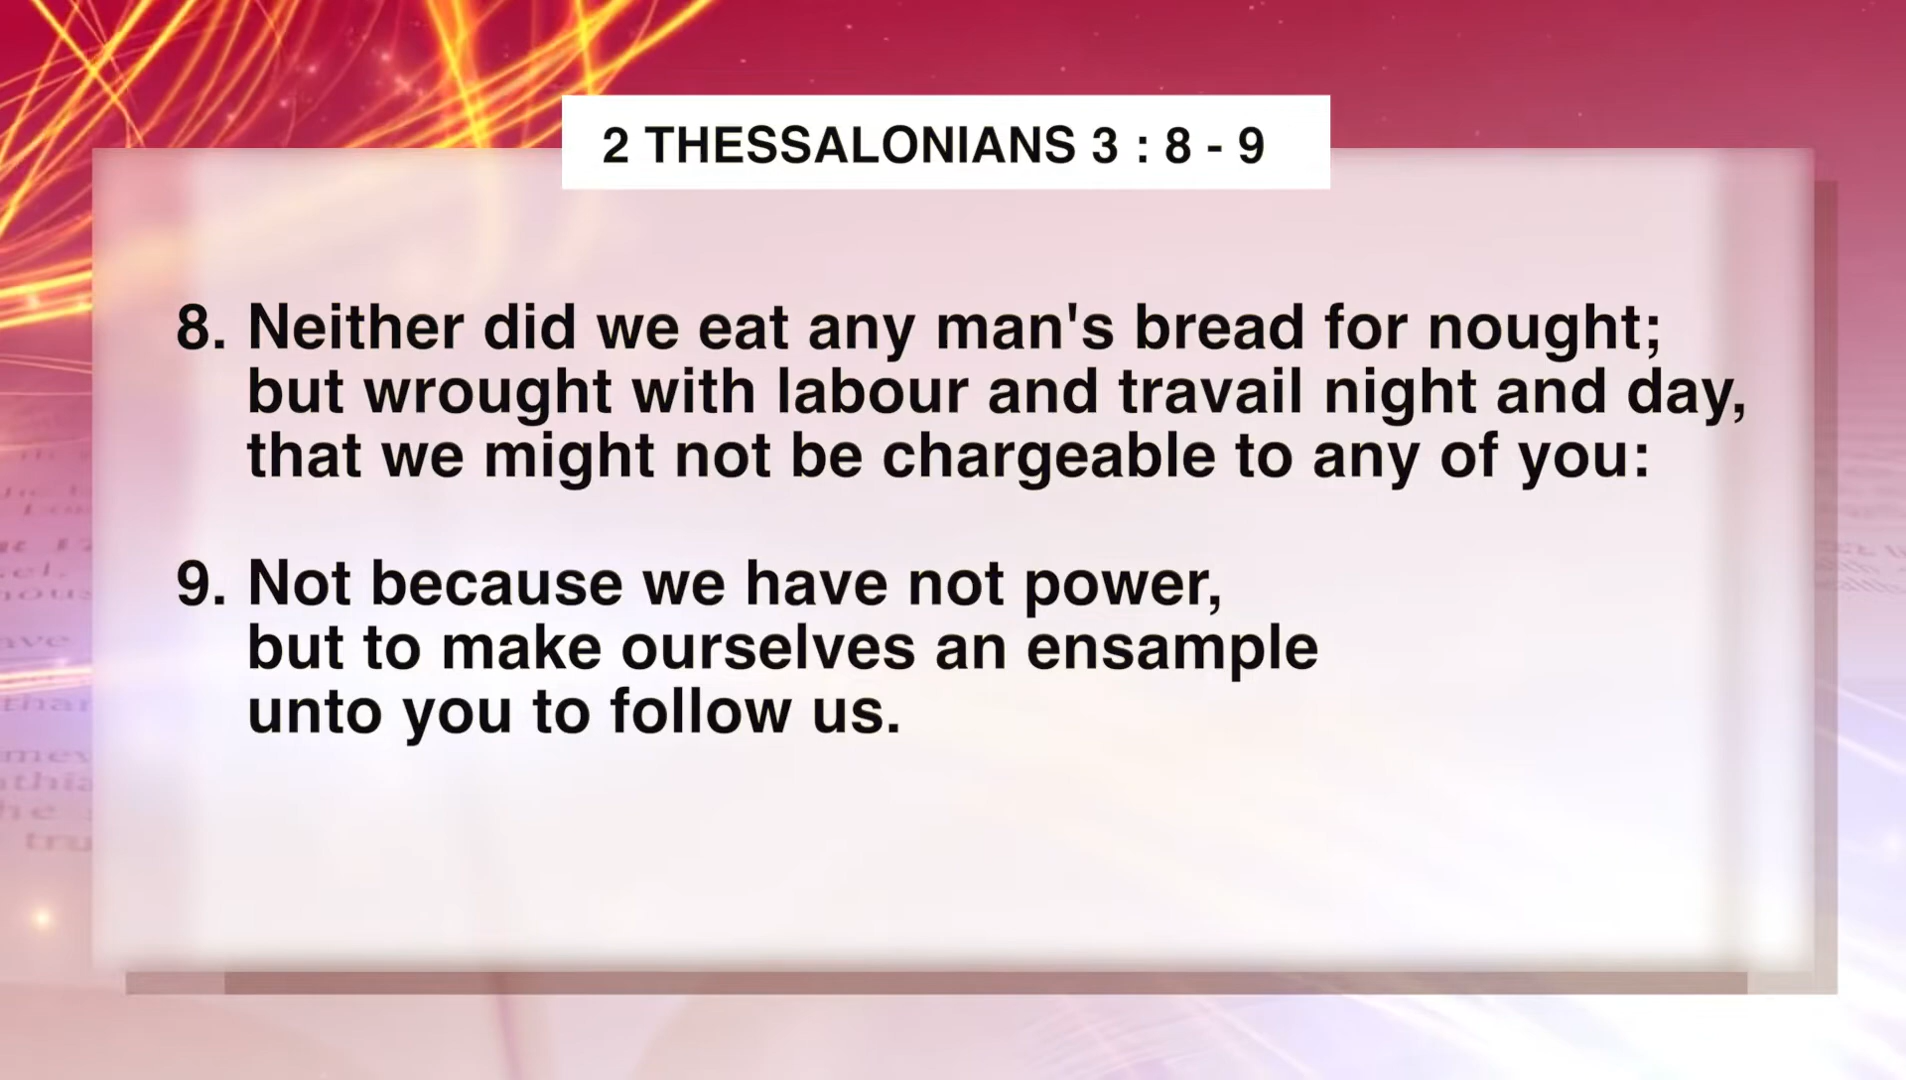 2 THESSALONIANS 3 : 8 - 9
8. Neither did we eat any man's bread for nought;
but wrought with labour and travail night and day,
that we might not be chargeable to any of you:
9. Not because we have not power,
but to make ourselves an ensample
unto you to follow us.